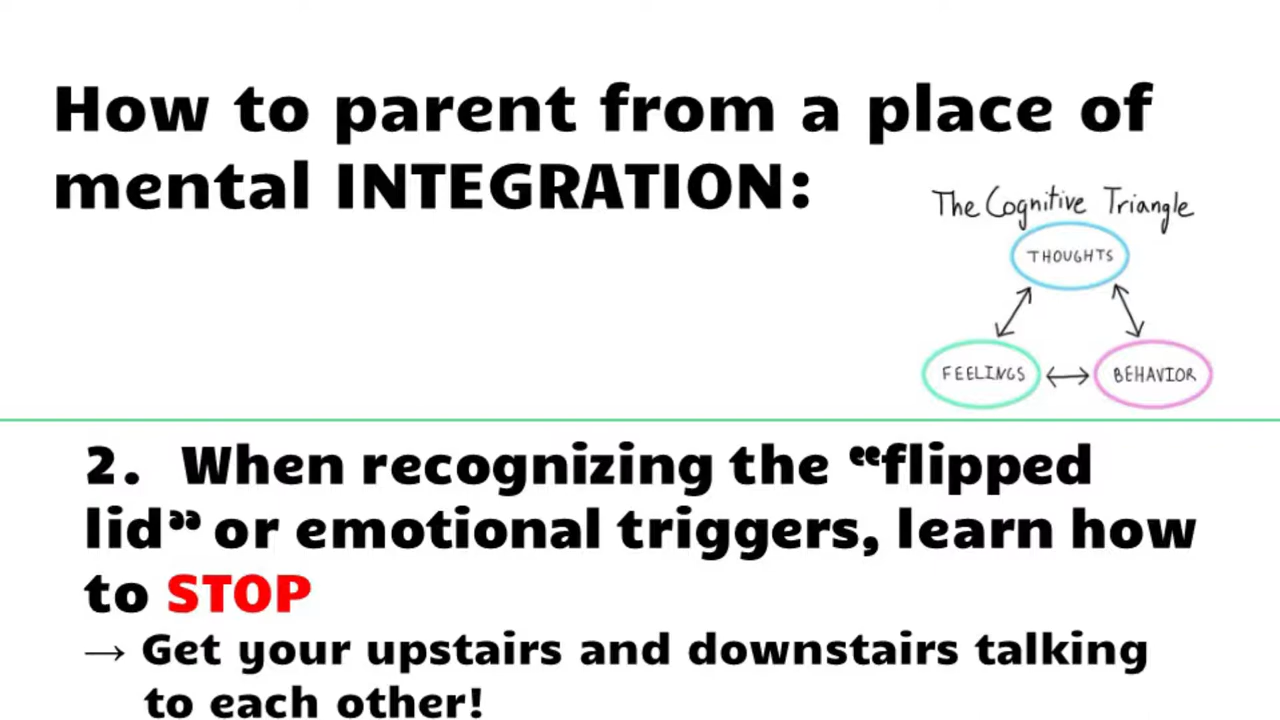 How to parent from a place of
mental INTEGRATION:
The Cognitive Triangle
THOUGHTS
FEELINGS
BEHAVIOR
2. When recognizing the “flipped
lid” or emotional triggers, learn how
to STOP
→ Get your upstairs and downstairs talking
to each other!